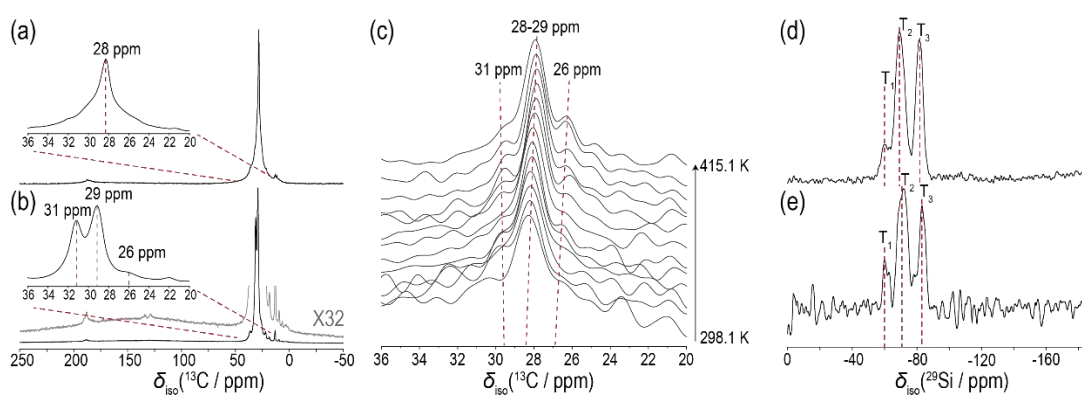 (a)
28 ppm
36 34 32 30 28 26 24 22 20
(b)
29 ppm
31 ppm
26 ppm
36 34 32 30 28 26 24 22 20
X32
250 200 150 100 50 0 -50
δiso(¹³C / ppm)
(c)
28-29 ppm
31 ppm
26 ppm
415.1 K
298.1 K
36 34 32 30 28 26 24 22 20
δiso(¹³C / ppm)
(d)
T₁
T₂
T₃
(e)
T₁
T₂
T₃
0 -40 -80 -120 -160
δiso(²⁹Si / ppm)